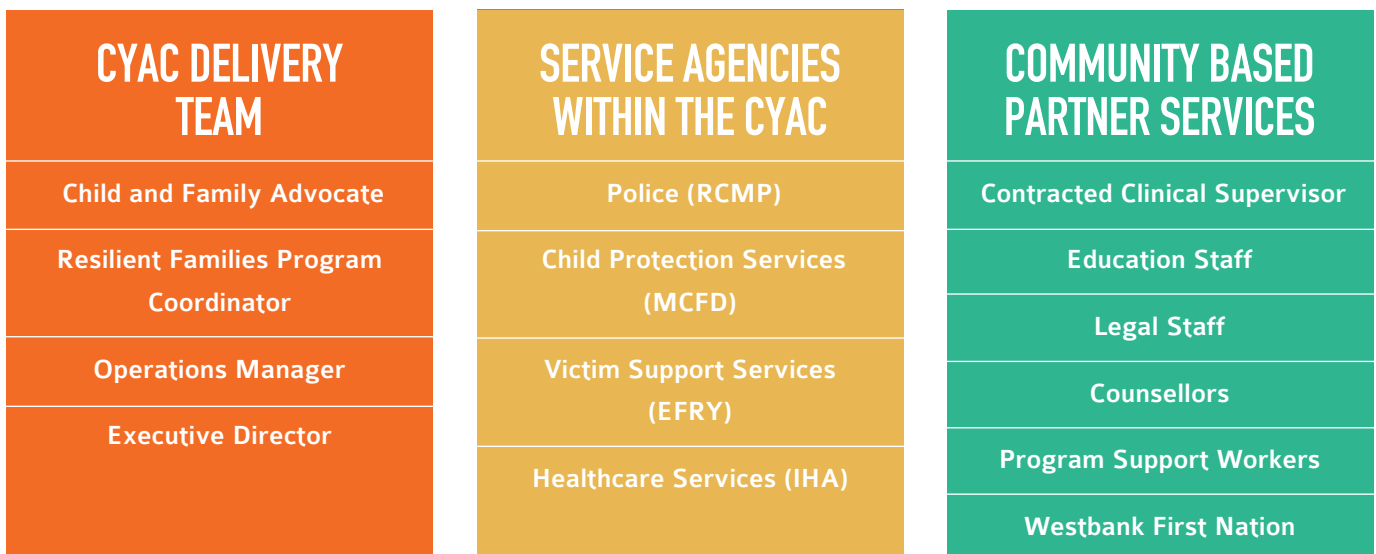 CYAC DELIVERY
TEAM
Child and Family Advocate
Resilient Families Program
Coordinator
Operations Manager
Executive Director
SERVICE AGENCIES
WITHIN THE CYAC
Police (RCMP)
Child Protection Services
(MCFD)
Victim Support Services
(EFRY)
Healthcare Services (IHA)
COMMUNITY BASED
PARTNER SERVICES
Contracted Clinical Supervisor
Education Staff
Legal Staff
Counsellors
Program Support Workers
Westbank First Nation